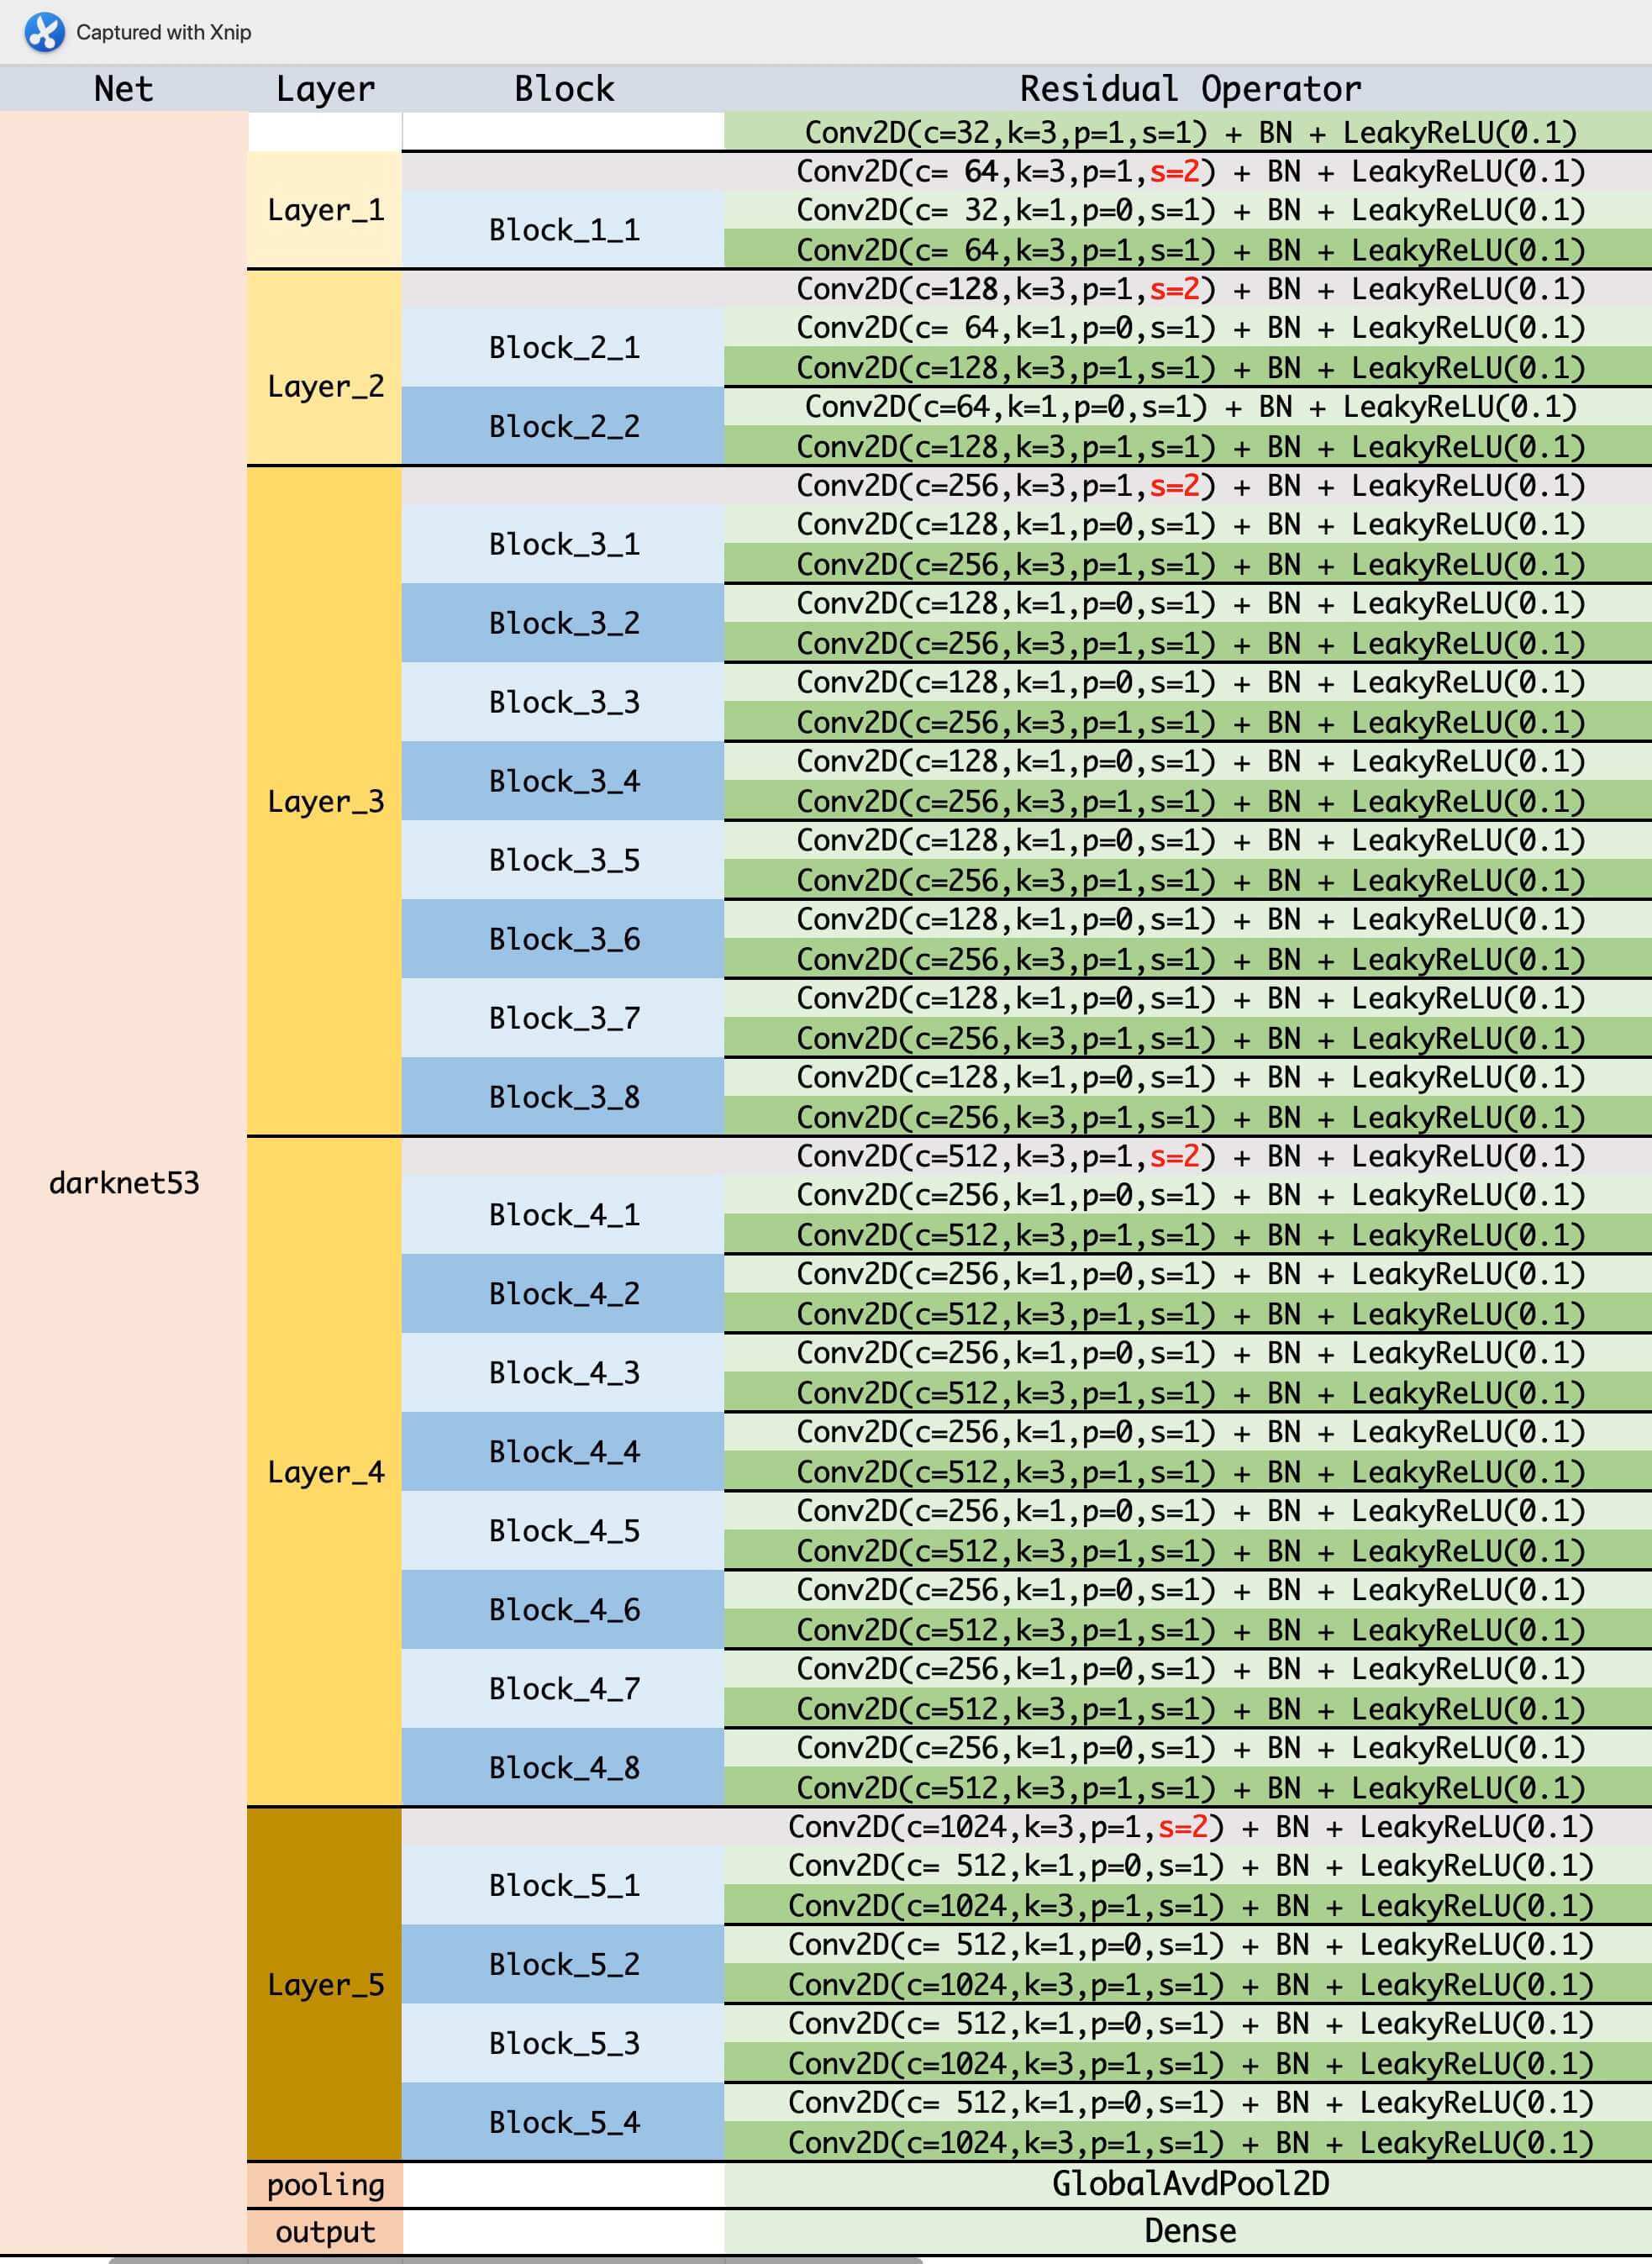 Captured with Xnip
Net Layer Block Residual Operator
Conv2D(c=32,k=3,p=1,s=1) + BN + LeakyReLU(0.1)
Conv2D(c= 64,k=3,p=1,s=2) + BN + LeakyReLU(0.1)
Layer_1
Block_1_1
Conv2D(c= 32,k=1,p=0,s=1) + BN + LeakyReLU(0.1)
Conv2D(c= 64,k=3,p=1,s=1) + BN + LeakyReLU(0.1)
Conv2D(c=128,k=3,p=1,s=2) + BN + LeakyReLU(0.1)
Layer_2
Block_2_1
Conv2D(c= 64,k=1,p=0,s=1) + BN + LeakyReLU(0.1)
Conv2D(c=128,k=3,p=1,s=1) + BN + LeakyReLU(0.1)
Block_2_2
Conv2D(c=64,k=1,p=0,s=1) + BN + LeakyReLU(0.1)
Conv2D(c=128,k=3,p=1,s=1) + BN + LeakyReLU(0.1)
Conv2D(c=256,k=3,p=1,s=2) + BN + LeakyReLU(0.1)
Layer_3
Block_3_1
Conv2D(c=128,k=1,p=0,s=1) + BN + LeakyReLU(0.1)
Conv2D(c=256,k=3,p=1,s=1) + BN + LeakyReLU(0.1)
Block_3_2
Conv2D(c=128,k=1,p=0,s=1) + BN + LeakyReLU(0.1)
Conv2D(c=256,k=3,p=1,s=1) + BN + LeakyReLU(0.1)
Block_3_3
Conv2D(c=128,k=1,p=0,s=1) + BN + LeakyReLU(0.1)
Conv2D(c=256,k=3,p=1,s=1) + BN + LeakyReLU(0.1)
Block_3_4
Conv2D(c=128,k=1,p=0,s=1) + BN + LeakyReLU(0.1)
Conv2D(c=256,k=3,p=1,s=1) + BN + LeakyReLU(0.1)
Block_3_5
Conv2D(c=128,k=1,p=0,s=1) + BN + LeakyReLU(0.1)
Conv2D(c=256,k=3,p=1,s=1) + BN + LeakyReLU(0.1)
Block_3_6
Conv2D(c=128,k=1,p=0,s=1) + BN + LeakyReLU(0.1)
Conv2D(c=256,k=3,p=1,s=1) + BN + LeakyReLU(0.1)
Block_3_7
Conv2D(c=128,k=1,p=0,s=1) + BN + LeakyReLU(0.1)
Conv2D(c=256,k=3,p=1,s=1) + BN + LeakyReLU(0.1)
Block_3_8
Conv2D(c=128,k=1,p=0,s=1) + BN + LeakyReLU(0.1)
Conv2D(c=256,k=3,p=1,s=1) + BN + LeakyReLU(0.1)
darknet53
Conv2D(c=512,k=3,p=1,s=2) + BN + LeakyReLU(0.1)
Layer_4
Block_4_1
Conv2D(c=256,k=1,p=0,s=1) + BN + LeakyReLU(0.1)
Conv2D(c=512,k=3,p=1,s=1) + BN + LeakyReLU(0.1)
Block_4_2
Conv2D(c=256,k=1,p=0,s=1) + BN + LeakyReLU(0.1)
Conv2D(c=512,k=3,p=1,s=1) + BN + LeakyReLU(0.1)
Block_4_3
Conv2D(c=256,k=1,p=0,s=1) + BN + LeakyReLU(0.1)
Conv2D(c=512,k=3,p=1,s=1) + BN + LeakyReLU(0.1)
Block_4_4
Conv2D(c=256,k=1,p=0,s=1) + BN + LeakyReLU(0.1)
Conv2D(c=512,k=3,p=1,s=1) + BN + LeakyReLU(0.1)
Block_4_5
Conv2D(c=256,k=1,p=0,s=1) + BN + LeakyReLU(0.1)
Conv2D(c=512,k=3,p=1,s=1) + BN + LeakyReLU(0.1)
Block_4_6
Conv2D(c=256,k=1,p=0,s=1) + BN + LeakyReLU(0.1)
Conv2D(c=512,k=3,p=1,s=1) + BN + LeakyReLU(0.1)
Block_4_7
Conv2D(c=256,k=1,p=0,s=1) + BN + LeakyReLU(0.1)
Conv2D(c=512,k=3,p=1,s=1) + BN + LeakyReLU(0.1)
Block_4_8
Conv2D(c=256,k=1,p=0,s=1) + BN + LeakyReLU(0.1)
Conv2D(c=512,k=3,p=1,s=1) + BN + LeakyReLU(0.1)
Conv2D(c=1024,k=3,p=1,s=2) + BN + LeakyReLU(0.1)
Layer_5
Block_5_1
Conv2D(c= 512,k=1,p=0,s=1) + BN + LeakyReLU(0.1)
Conv2D(c=1024,k=3,p=1,s=1) + BN + LeakyReLU(0.1)
Block_5_2
Conv2D(c= 512,k=1,p=0,s=1) + BN + LeakyReLU(0.1)
Conv2D(c=1024,k=3,p=1,s=1) + BN + LeakyReLU(0.1)
Block_5_3
Conv2D(c= 512,k=1,p=0,s=1) + BN + LeakyReLU(0.1)
Conv2D(c=1024,k=3,p=1,s=1) + BN + LeakyReLU(0.1)
Block_5_4
Conv2D(c= 512,k=1,p=0,s=1) + BN + LeakyReLU(0.1)
Conv2D(c=1024,k=3,p=1,s=1) + BN + LeakyReLU(0.1)
pooling GlobalAvdPool2D
output Dense